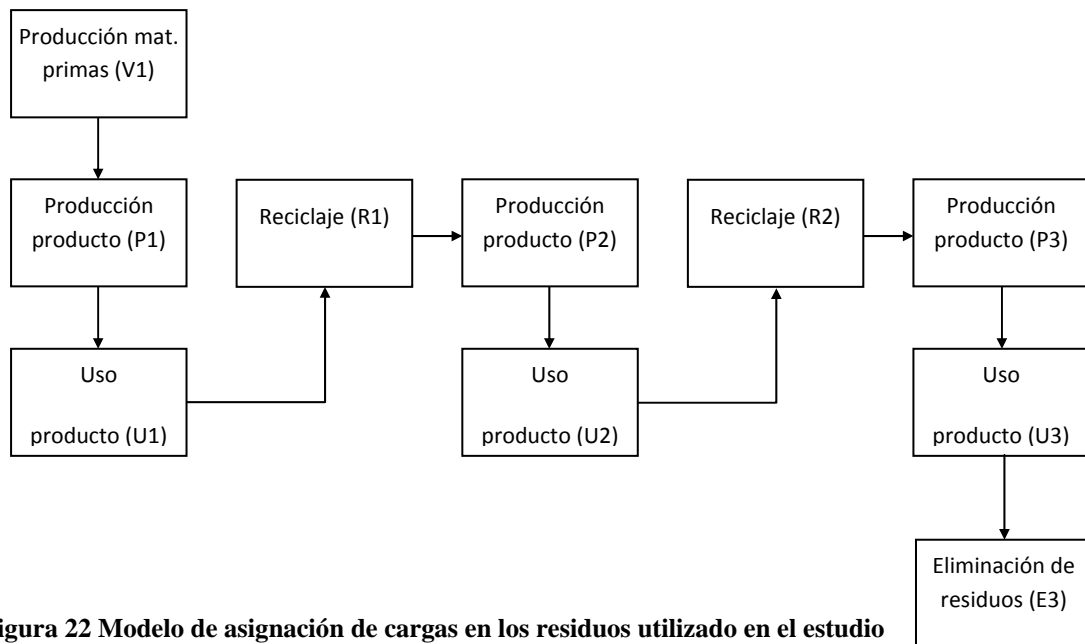 Producción mat.
primas (V1)
Producción
producto (P1)
Reciclaje (R1)
Producción
producto (P2)
Reciclaje (R2)
Producción
producto (P3)
Uso
producto (U1)
Uso
producto (U2)
Uso
producto (U3)
Eliminación de
residuos (E3)
igura 22 Modelo de asignación de cargas en los residuos utilizado en el estudio